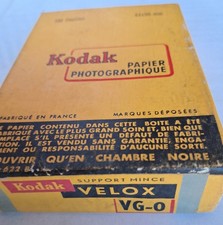 Kodak
PAPIER
PHOTOGRAPHIQUE
FABRIQUÉ EN FRANCE
MARQUES DÉPOSÉES
LE PAPIER CONTENU DANS CETTE BOITE A ÉTÉ
FABRIQUÉ AVEC LE PLUS GRAND SOIN ET, BIEN QUE
REMPLACÉ S'IL PRÉSENTE UN DÉFAUT DE FABRI-
CATION. IL EST VENDU SANS GARANTIE, ENGA-
GEMENT OU RESPONSABILITÉ D'AUCUNE SORTE.
OUVRIR QU'EN CHAMBRE NOIRE
Kodak
SUPPORT MINCE
VELOX
VG-0